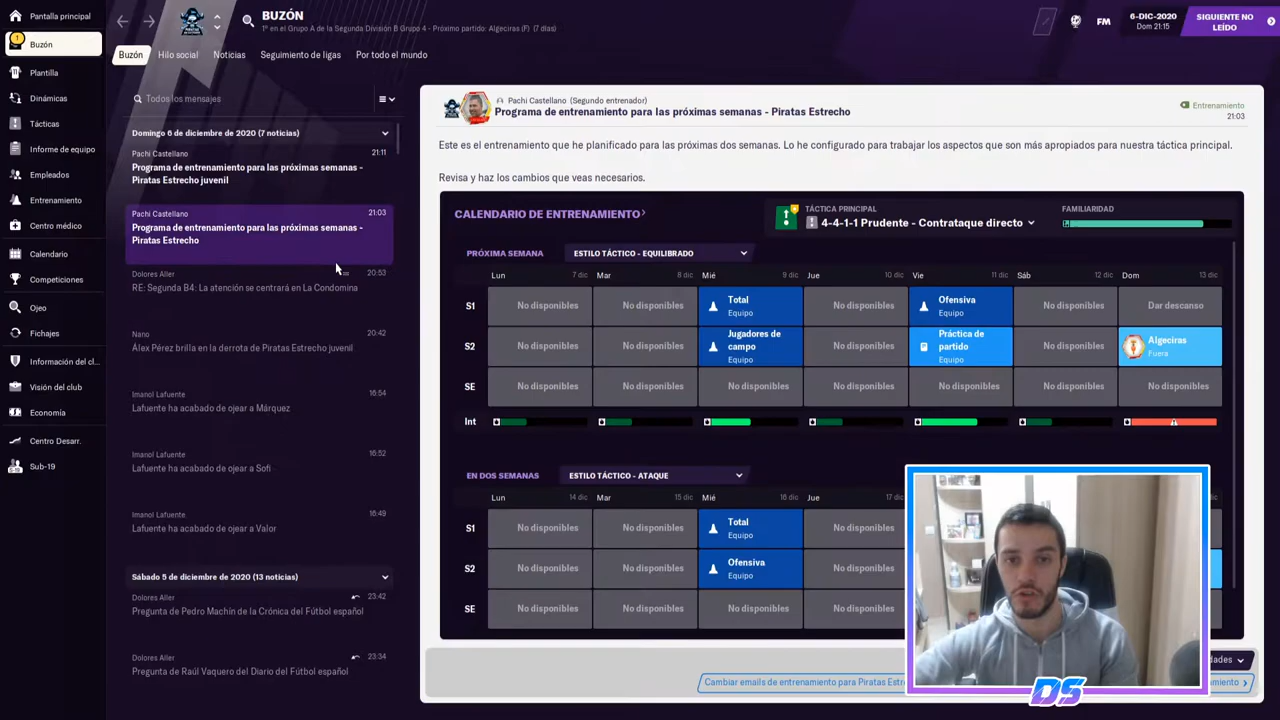 Pantalla principal
1
Buzón
Plantilla
Dinámicas
Tácticas
Informe de equipo
Empleados
Entrenamiento
Centro médico
Calendario
Competiciones
Ojeo
Fichajes
Información del cl...
Visión del club
Economía
Centro Desarr.
Sub-19
BUZÓN
1º en el Grupo A de la Segunda División B Grupo 4 - Próximo partido: Algeciras (F) (7 días)
FM
6-DIC-2020
Dom 21:15
SIGUIENTE NO
LEÍDO
Buzón
Hilo social
Noticias
Seguimiento de ligas
Por todo el mundo
Todos los mensajes
Domingo 6 de diciembre de 2020 (7 noticias)
Pachi Castellano 21:11
Programa de entrenamiento para las próximas semanas -
Piratas Estrecho juvenil
Pachi Castellano 21:03
Programa de entrenamiento para las próximas semanas -
Piratas Estrecho
Dolores Aller 20:53
RE: Segunda B4: La atención se centrará en La Condomina
Nano 20:42
Álex Pérez brilla en la derrota de Piratas Estrecho juvenil
Imanol Lafuente 16:54
Lafuente ha acabado de ojear a Márquez
Imanol Lafuente 16:52
Lafuente ha acabado de ojear a Sofi
Imanol Lafuente 16:49
Lafuente ha acabado de ojear a Valor
Sábado 5 de diciembre de 2020 (13 noticias)
Dolores Aller 23:42
Pregunta de Pedro Machín de la Crónica del Fútbol español
Dolores Aller 23:34
Pregunta de Raúl Vaquero del Diario del Fútbol español
Pachi Castellano (Segundo entrenador)
Programa de entrenamiento para las próximas semanas - Piratas Estrecho
Entrenamiento
21:03
Este es el entrenamiento que he planificado para las próximas dos semanas. Lo he configurado para trabajar los aspectos que son más apropiados para nuestra táctica principal.
Revisa y haz los cambios que veas necesarios.
CALENDARIO DE ENTRENAMIENTO
TÁCTICA PRINCIPAL
4-4-1-1 Prudente - Contrataque directo
FAMILIARIDAD
PRÓXIMA SEMANA
ESTILO TÁCTICO - EQUILIBRADO
Lun 7 dic Mar 8 dic Mié 9 dic Jue 10 dic Vie 11 dic Sáb 12 dic Dom 13 dic
S1 No disponibles No disponibles Total Equipo No disponibles Ofensiva Equipo No disponibles Dar descanso
S2 No disponibles No disponibles Jugadores de campo Equipo No disponibles Práctica de partido Equipo No disponibles Algeciras Fuera
SE No disponibles No disponibles No disponibles No disponibles No disponibles No disponibles No disponibles
Int
EN DOS SEMANAS
ESTILO TÁCTICO - ATAQUE
Lun 14 dic Mar 15 dic Mié 16 dic Jue 17 dic
S1 No disponibles No disponibles Total Equipo No disponibles
S2 No disponibles No disponibles Ofensiva Equipo No disponibles
SE No disponibles No disponibles No disponibles No disponibles
dades
Cambiar emails de entrenamiento para Piratas Estre
amiento
DS